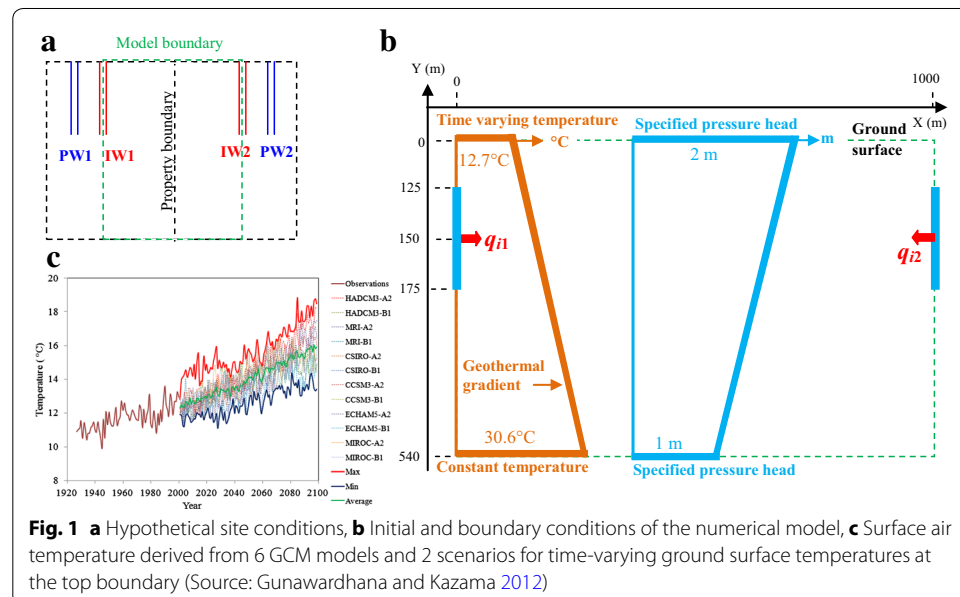 a
Model boundary
Property boundary
PW1
IW1
IW2
PW2
b
Y (m)
0
1000
X (m)
Time varying temperature
°C
12.7°C
Specified pressure head
m
2 m
Ground
surface
0
125
150
175
540
qi1
qi2
Geothermal
gradient
30.6°C
Constant temperature
1 m
Specified pressure head
c
Temperature ( °C)
20
18
16
14
12
10
8
1920 1940 1960 1980 2000 2020 2040 2060 2080 2100
Year
Observations
HADCM3-A2
HADCM3-B1
MRI-A2
MRI-B1
CSIRO-A2
CSIRO-B1
CCSM3-A2
CCSM3-B1
ECHAM5-A2
ECHAM5-B1
MIROC-A2
MIROC-B1
Max
Min
Average
Fig. 1 a Hypothetical site conditions, b Initial and boundary conditions of the numerical model, c Surface air
temperature derived from 6 GCM models and 2 scenarios for time-varying ground surface temperatures at
the top boundary (Source: Gunawardhana and Kazama 2012)